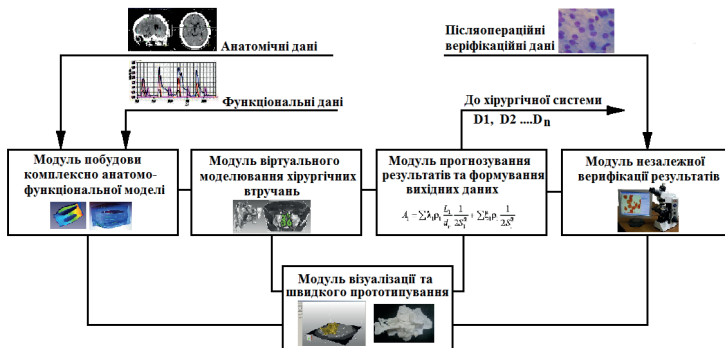 Анатомічні дані
Післяопераційні
веріфікаційні дані
Функціональні дані
До хірургічної системи
D1, D2 ....Dn
Модуль побудови
комплексно анатомо-
функціональної моделі
Модуль віртуального
моделювання хірургічних
втручань
Модуль прогнозування
результатів та формування
вихідних даних
Модуль незалежної
верифікації результатів
Модуль візуалізації та
швидкого прототипування